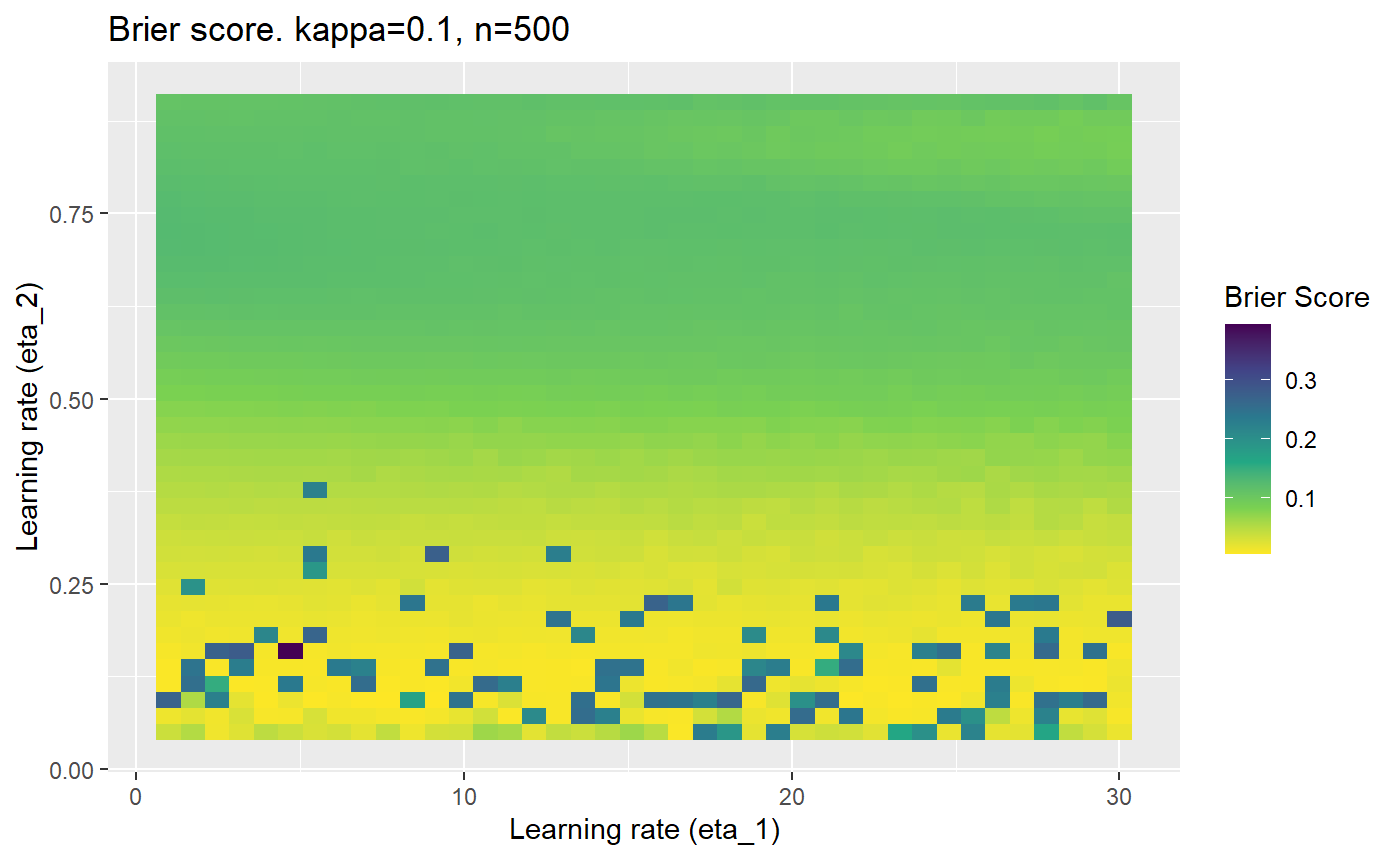 Brier score. kappa=0.1, n=500
Learning rate (eta_2)
0.75
0.50
0.25
0.00
0
10
20
30
Learning rate (eta_1)
Brier Score
0.3
0.2
0.1